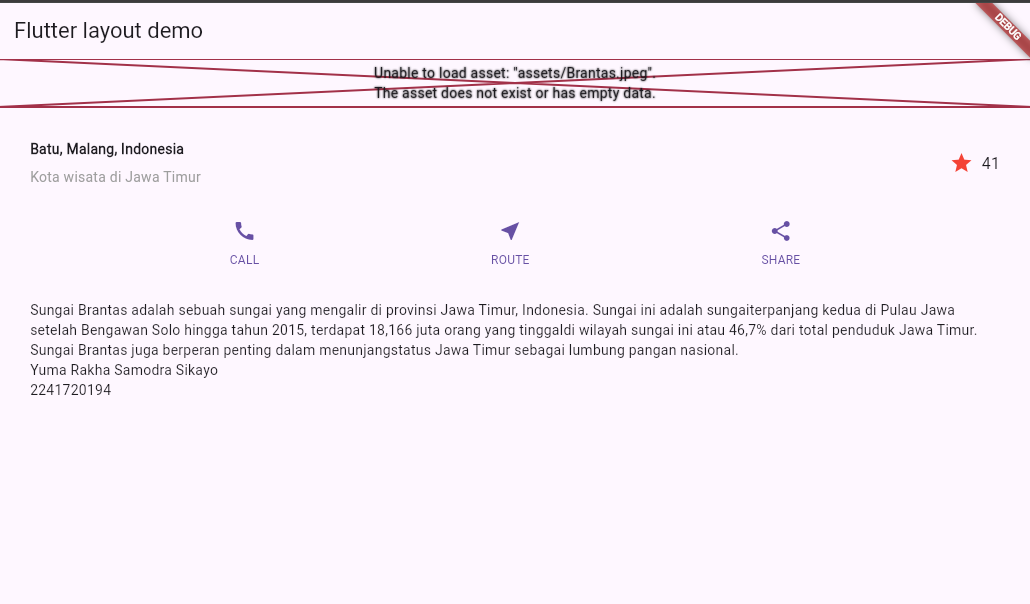 Flutter layout demo
DEBUG
Unable to load asset: "assets/Brantas.jpeg".
The asset does not exist or has empty data.
Batu, Malang, Indonesia
Kota wisata di Jawa Timur
41
CALL
ROUTE
SHARE
Sungai Brantas adalah sebuah sungai yang mengalir di provinsi Jawa Timur, Indonesia. Sungai ini adalah sungaiterpanjang kedua di Pulau Jawa
setelah Bengawan Solo hingga tahun 2015, terdapat 18,166 juta orang yang tinggaldi wilayah sungai ini atau 46,7% dari total penduduk Jawa Timur.
Sungai Brantas juga berperan penting dalam menunjangstatus Jawa Timur sebagai lumbung pangan nasional.
Yuma Rakha Samodra Sikayo
2241720194